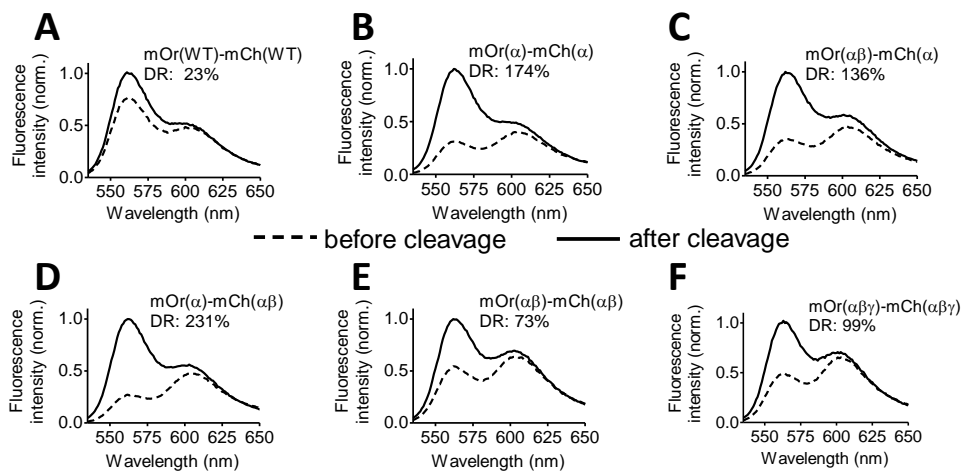 A
mOr(WT)-mCh(WT)
DR: 23%
Fluorescence
intensity (norm.)
1.0
0.5
0.0
550 575 600 625 650
Wavelength (nm)
B
mOr(α)-mCh(α)
DR: 174%
Fluorescence
intensity (norm.)
1.0
0.5
0.0
550 575 600 625 650
Wavelength (nm)
C
mOr(αβ)-mCh(α)
DR: 136%
Fluorescence
intensity (norm.)
1.0
0.5
0.0
550 575 600 625 650
Wavelength (nm)
before cleavage
after cleavage
D
mOr(α)-mCh(αβ)
DR: 231%
Fluorescence
intensity (norm.)
1.0
0.5
0.0
550 575 600 625 650
Wavelength (nm)
E
mOr(αβ)-mCh(αβ)
DR: 73%
Fluorescence
intensity (norm.)
1.0
0.5
0.0
550 575 600 625 650
Wavelength (nm)
F
mOr(αβγ)-mCh(αβγ)
DR: 99%
Fluorescence
intensity (norm.)
1.0
0.5
0.0
550 575 600 625 650
Wavelength (nm)